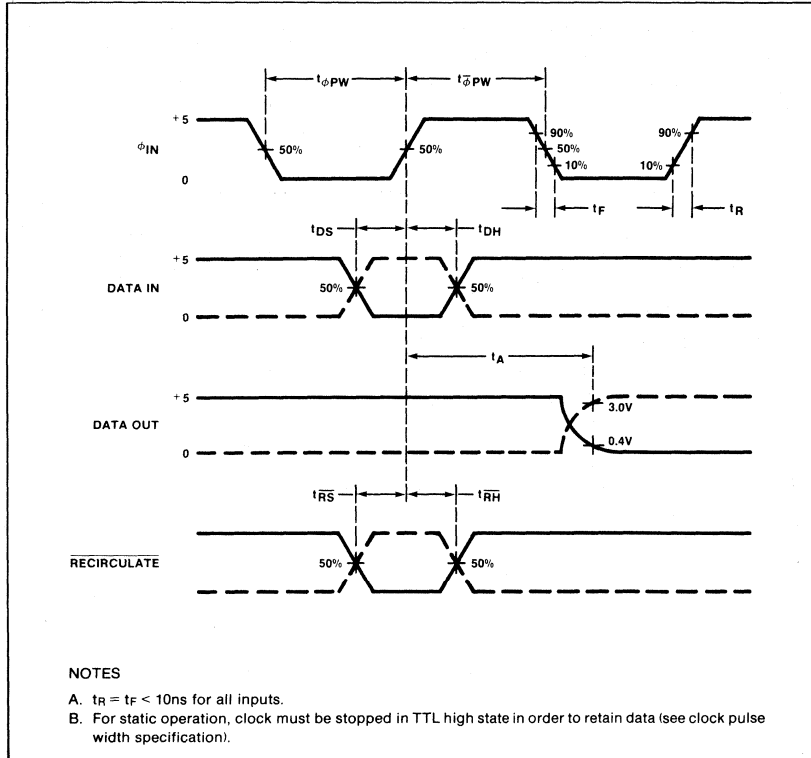 tφPW tφ̅PW
+5
φIN
0
50% 50% 90% 50% 10% 10% 90%
tF tR
tDS tDH
+5
DATA IN
0
50% 50%
tA
+5
DATA OUT
0
3.0V
0.4V
tR̅S̅ tR̅H̅
R̅E̅C̅I̅R̅C̅U̅L̅A̅T̅E̅
50% 50%
NOTES
A. tR = tF < 10ns for all inputs.
B. For static operation, clock must be stopped in TTL high state in order to retain data (see clock pulse
width specification).